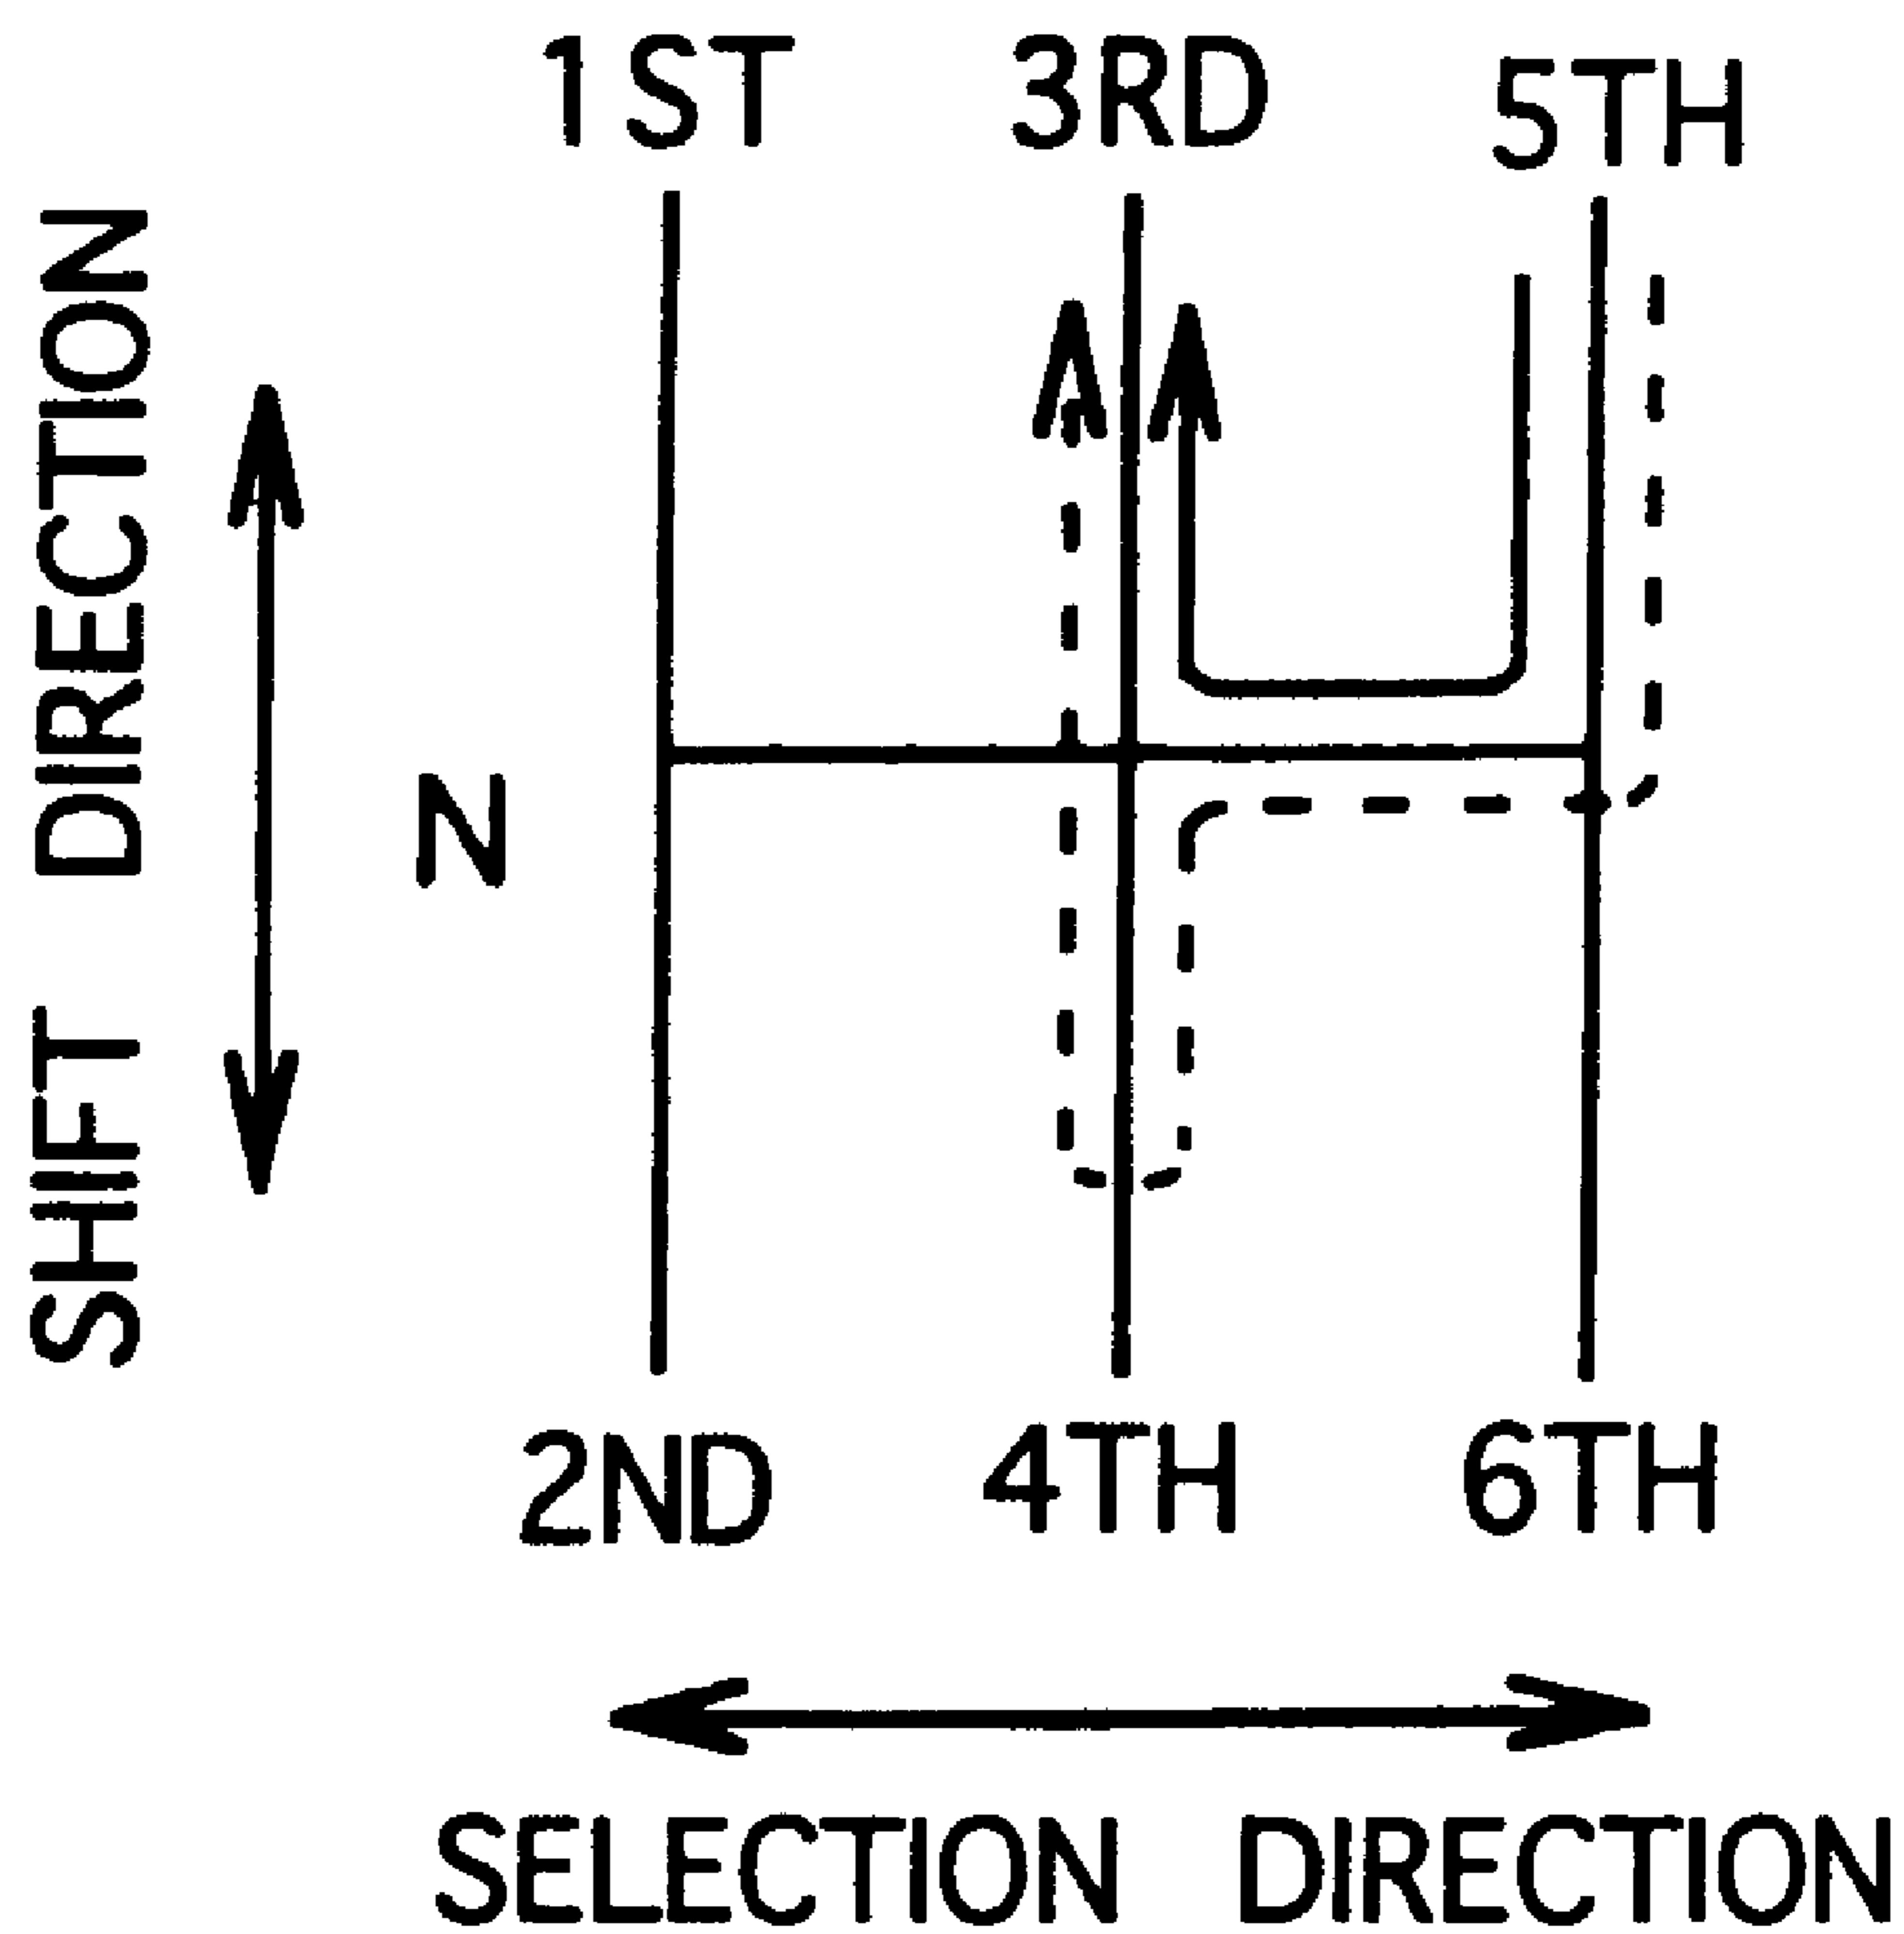 1ST 3RD 5TH
SHIFT DIRECTION
N
2ND 4TH 6TH
SELECTION DIRECTION